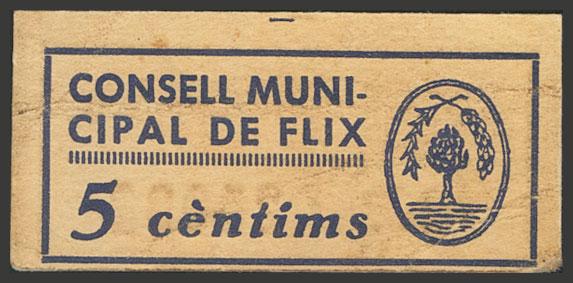 CONSELL MUNI-
CIPAL DE FLIX
5 cèntims